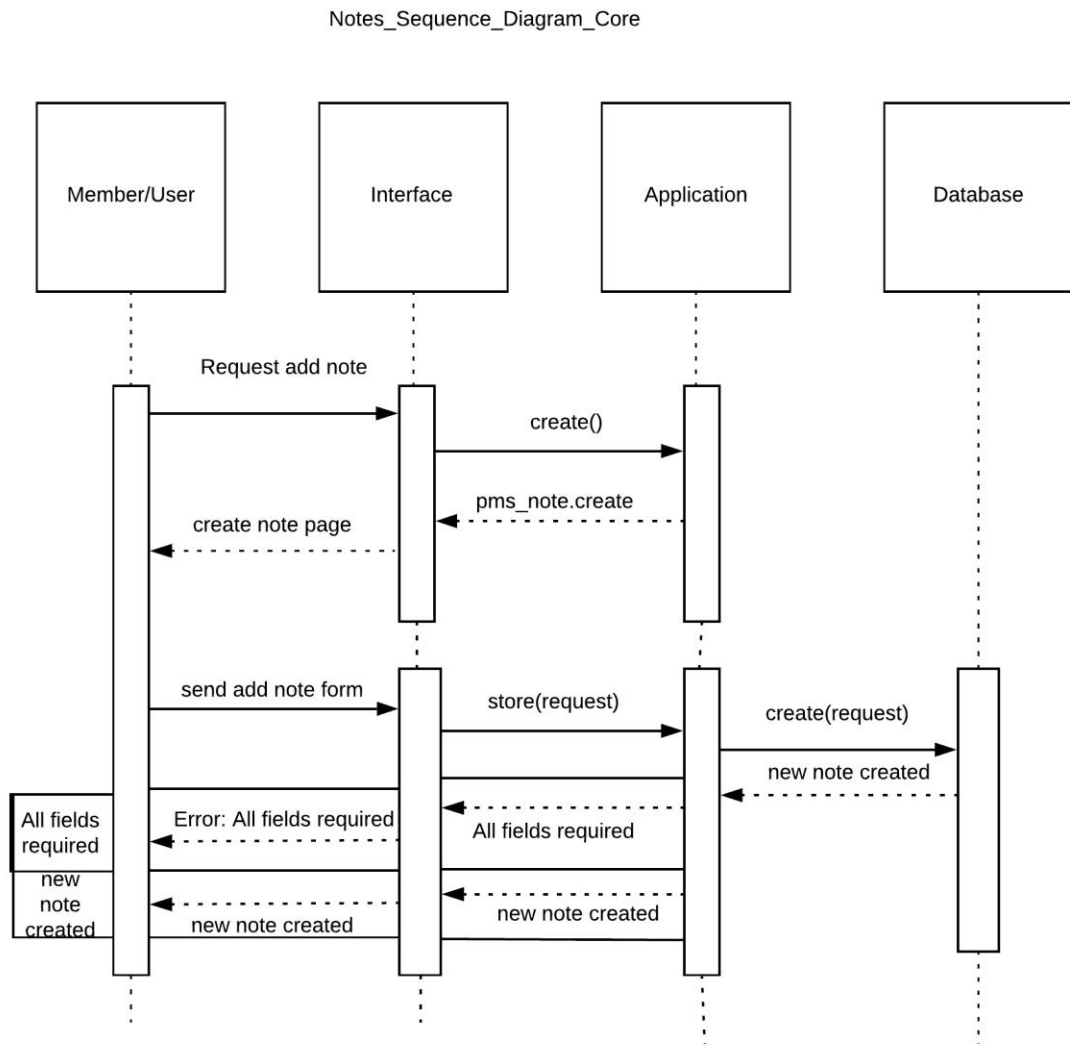 Notes_Sequence_Diagram_Core
Member/User
Interface
Application
Database
Request add note
create()
pms_note.create
create note page
send add note form
store(request)
create(request)
new note created
All fields
required
Error: All fields required
All fields required
new
note
created
new note created
new note created